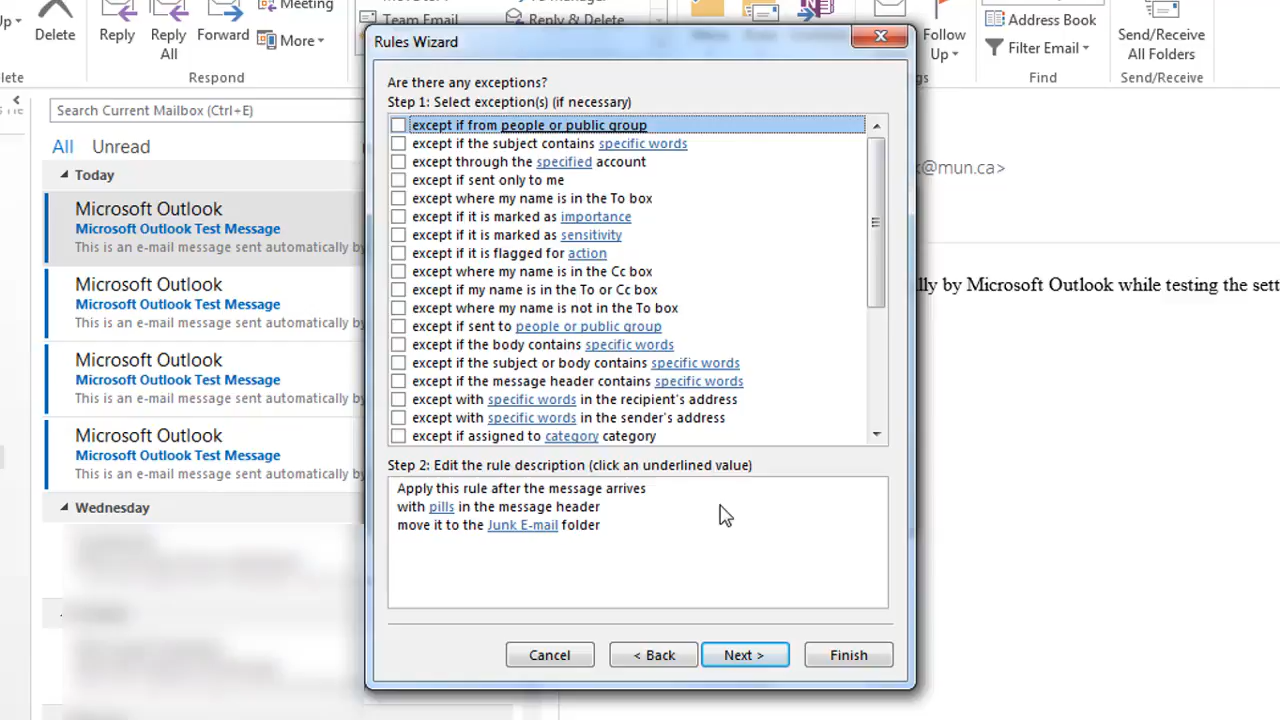 Meeting
Team Email
Reply & Delete
Delete
Reply
Reply
All
Forward
More
Respond
Follow
Up
Address Book
Filter Email
Find
Send/Receive
All Folders
Send/Receive
Search Current Mailbox (Ctrl+E)
All Unread
Today
Microsoft Outlook
Microsoft Outlook Test Message
This is an e-mail message sent automatically by
Microsoft Outlook
Microsoft Outlook Test Message
This is an e-mail message sent automatically by
Microsoft Outlook
Microsoft Outlook Test Message
This is an e-mail message sent automatically by
Microsoft Outlook
Microsoft Outlook Test Message
This is an e-mail message sent automatically by
Wednesday
@mun.ca>
by Microsoft Outlook while testing the
Rules Wizard
Are there any exceptions?
Step 1: Select exception(s) (if necessary)
except if from people or public group
except if the subject contains specific words
except through the specified account
except if sent only to me
except where my name is in the To box
except if it is marked as importance
except if it is marked as sensitivity
except if it is flagged for action
except where my name is in the Cc box
except if my name is in the To or Cc box
except where my name is not in the To box
except if sent to people or public group
except if the body contains specific words
except if the subject or body contains specific words
except if the message header contains specific words
except with specific words in the recipient's address
except with specific words in the sender's address
except if assigned to category category
Step 2: Edit the rule description (click an underlined value)
Apply this rule after the message arrives
with pills in the message header
move it to the Junk E-mail folder
Cancel
< Back
Next >
Finish